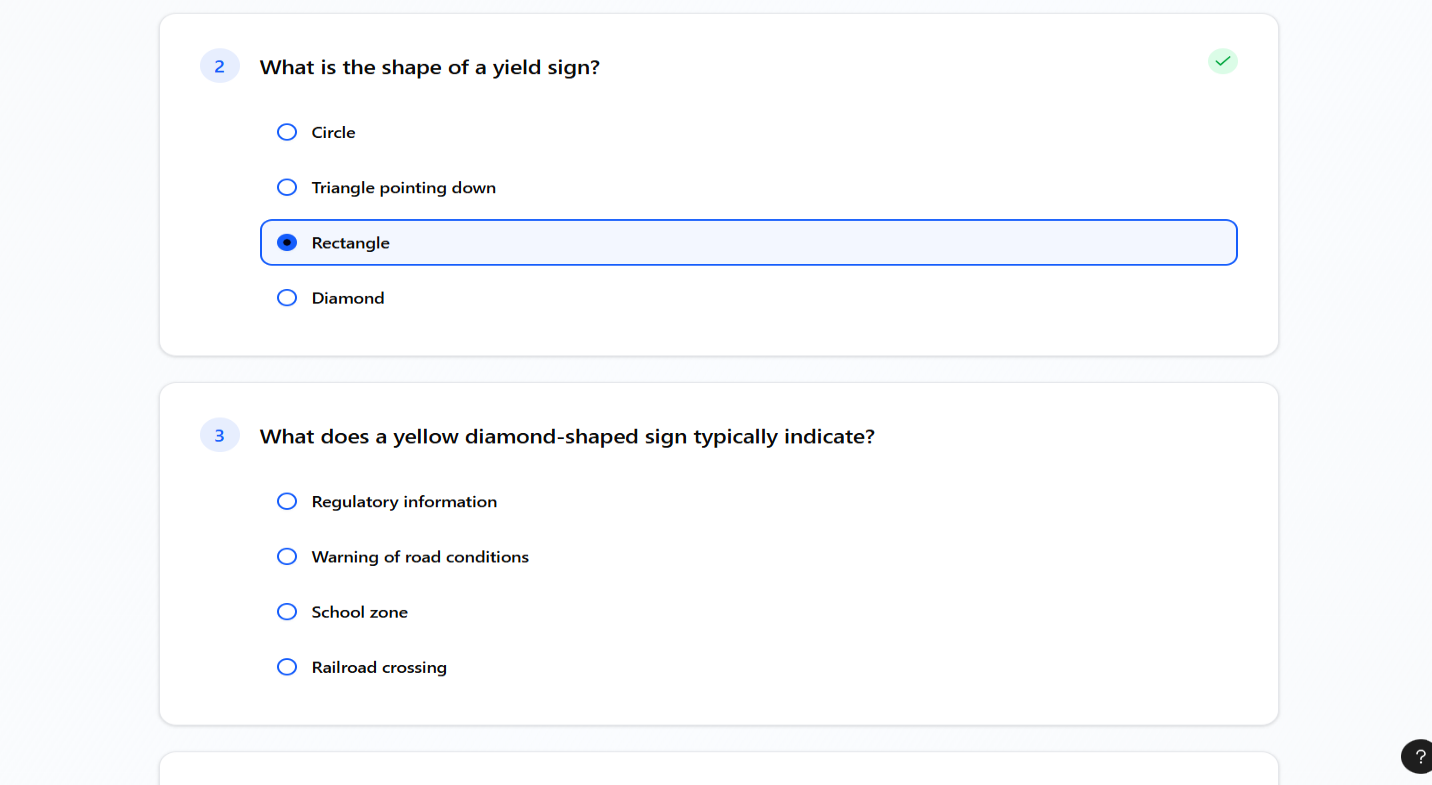 2 What is the shape of a yield sign?
Circle
Triangle pointing down
Rectangle
Diamond
3 What does a yellow diamond-shaped sign typically indicate?
Regulatory information
Warning of road conditions
School zone
Railroad crossing
?